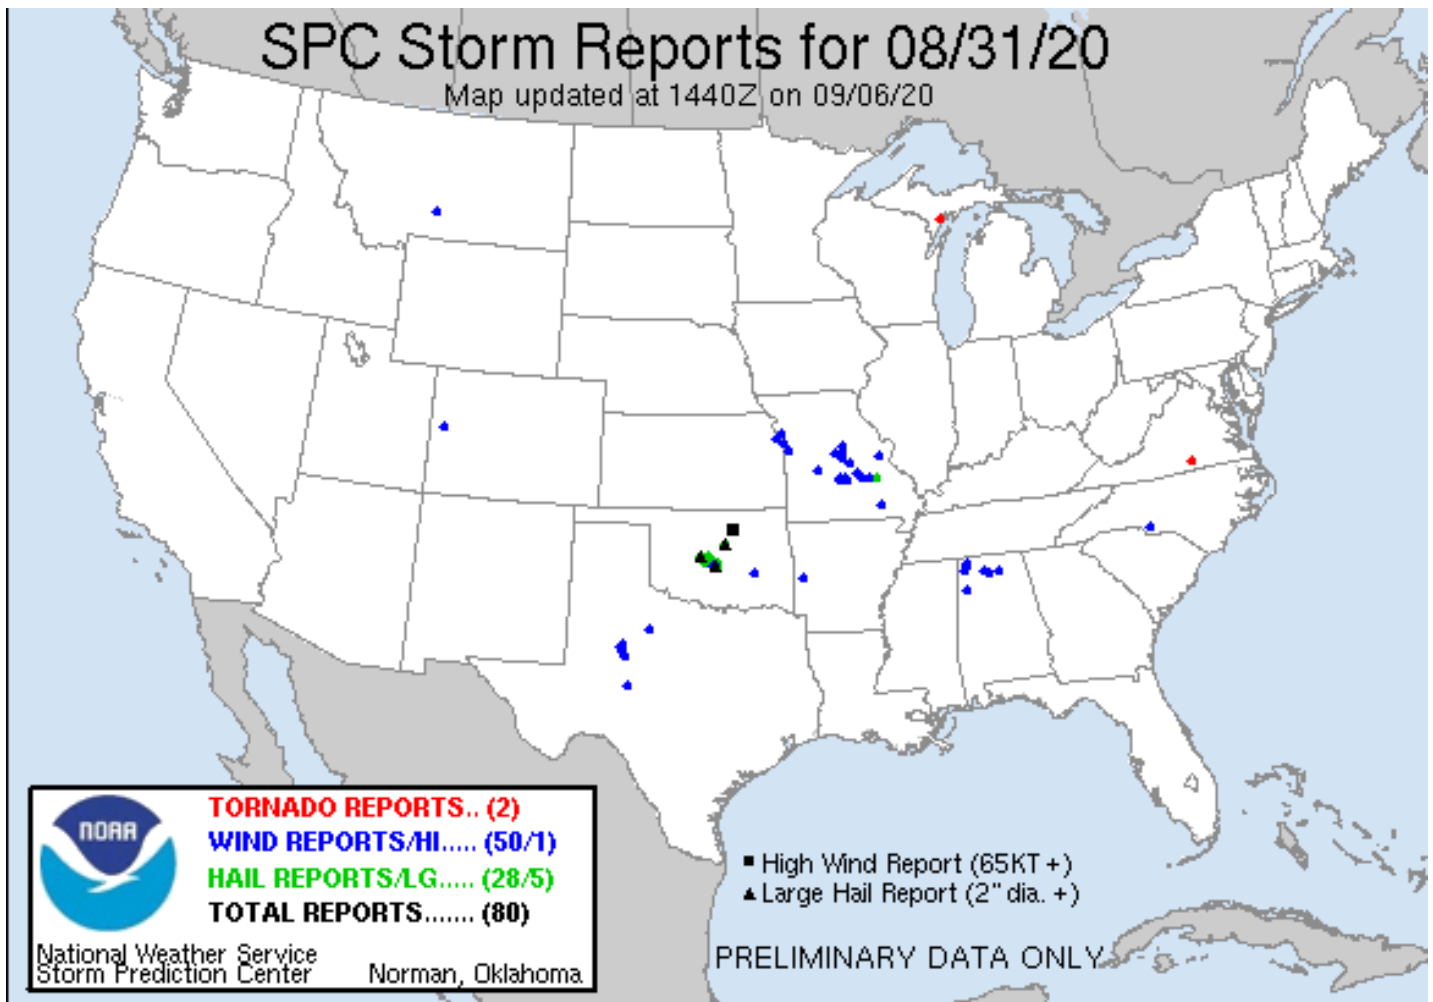 SPC Storm Reports for 08/31/20
Map updated at 1440Z on 09/06/20
NOAA
TORNADO REPORTS.. (2)
WIND REPORTS/HI..... (50/1)
HAIL REPORTS/LG..... (28/5)
TOTAL REPORTS....... (80)
National Weather Service
Storm Prediction Center Norman, Oklahoma
■ High Wind Report (65KT +)
▲ Large Hail Report (2" dia. +)
PRELIMINARY DATA ONLY